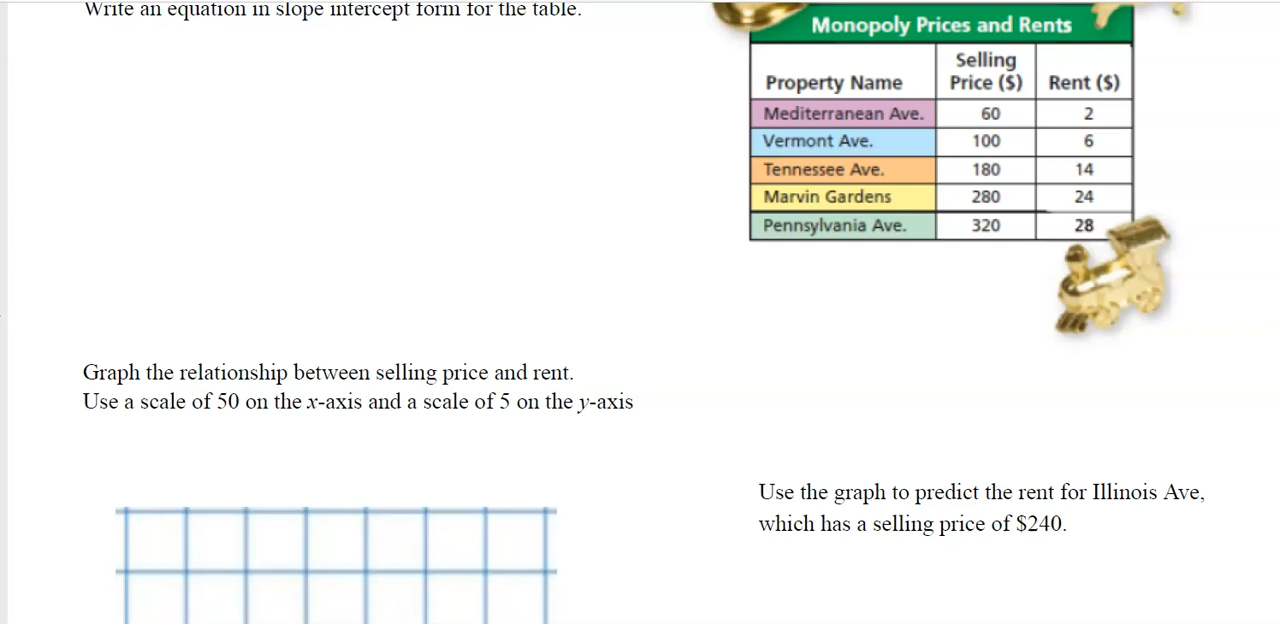 Write an equation in slope intercept form for the table.
Monopoly Prices and Rents
Property Name Selling Price ($) Rent ($)
Mediterranean Ave. 60 2
Vermont Ave. 100 6
Tennessee Ave. 180 14
Marvin Gardens 280 24
Pennsylvania Ave. 320 28
Graph the relationship between selling price and rent.
Use a scale of 50 on the x-axis and a scale of 5 on the y-axis
Use the graph to predict the rent for Illinois Ave,
which has a selling price of $240.